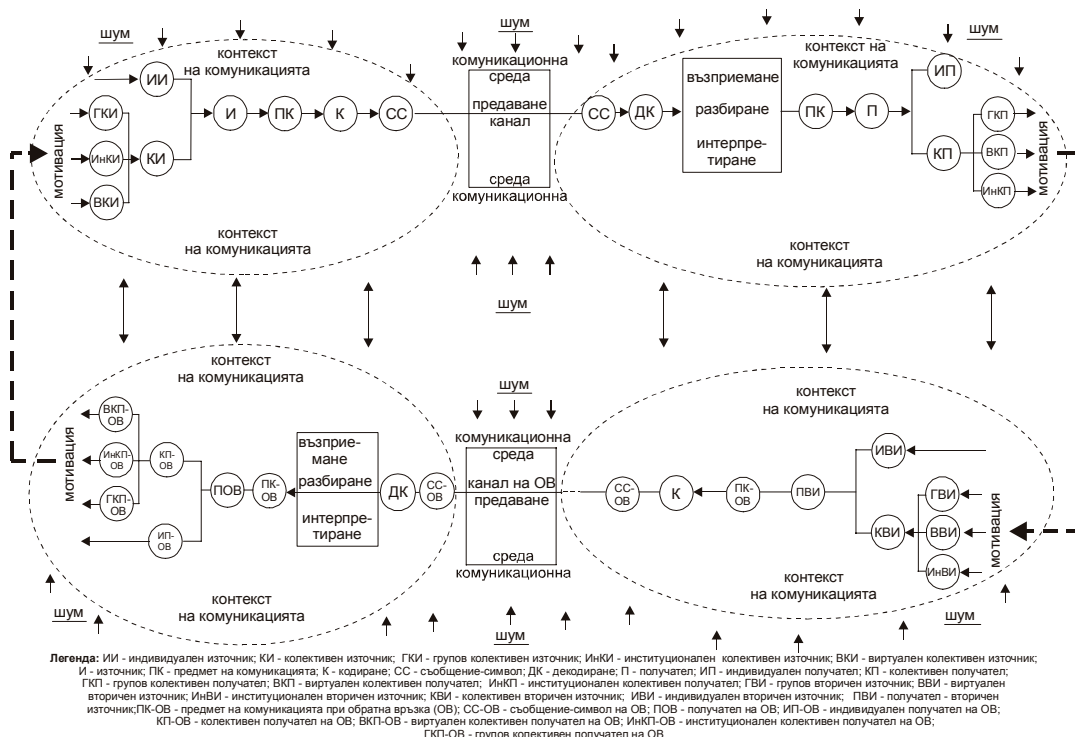 шум
контекст
на комуникацията
ИИ
ГКИ
ИнКИ
ВКИ
КИ
мотивация
И
ПК
К
СС
контекст
на комуникацията
комуникационна
среда
предаване
канал
среда
комуникационна
шум
контекст на
комуникацията
шум
СС
ДК
възприемане
разбиране
интерпре-
тиране
ПК
П
ИП
КП
ГКП
ВКП
ИнКП
мотивация
контекст
на комуникацията
шум
контекст
на комуникацията
ВКП-
ОВ
ИнКП-
ОВ
ГКП-
ОВ
мотивация
КП-
ОВ
ИП-
ОВ
ПОВ
ПК-
ОВ
възприе-
мане
разбиране
интерпре-
тиране
ДК
СС-
ОВ
контекст
на комуникацията
шум
шум
комуникационна
среда
канал на ОВ
предаване
среда
комуникационна
шум
контекст
на комуникацията
СС-
ОВ
К
ПК-
ОВ
ПВИ
ИВИ
КВИ
ГВИ
ВВИ
ИнВИ
мотивация
контекст
на комуникацията
шум
Легенда: ИИ - индивидуален източник; КИ - колективен източник; ГКИ - групов колективен източник; ИнКИ - институционален колективен източник; ВКИ - виртуален колективен източник;
И - източник; ПК - предмет на комуникацията; К - кодиране; СС - съобщение-символ; ДК - декодиране; П - получател; ИП - индивидуален получател; КП - колективен получател;
ГКП - групов колективен получател; ВКП - виртуален колективен получател; ИнКП - институционален колективен получател; ГВИ - групов вторичен източник; ВВИ - виртуален
вторичен източник; ИнВИ - институционален вторичен източник; КВИ - колективен вторичен източник; ИВИ - индивидуален вторичен източник; ПВИ - получател - вторичен
източник;ПК-ОВ - предмет на комуникацията при обратна връзка (ОВ); СС-ОВ - съобщение-символ на ОВ; ПОВ - получател на ОВ; ИП-ОВ - индивидуален получател на ОВ;
КП-ОВ - колективен получател на ОВ; ВКП-ОВ - виртуален колективен получател на ОВ; ИнКП-ОВ - институционален колективен получател на ОВ;
ГКП-ОВ - групов колективен получател на ОВ